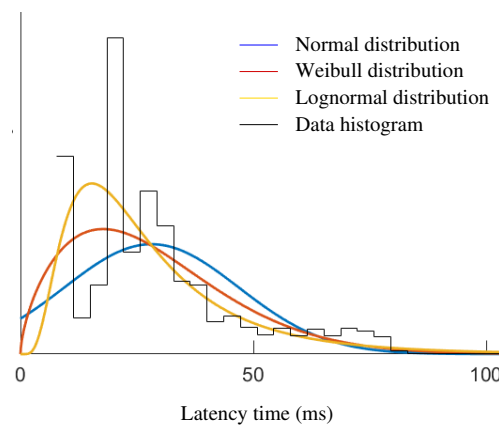 Normal distribution
Weibull distribution
Lognormal distribution
Data histogram
0 50 100
Latency time (ms)